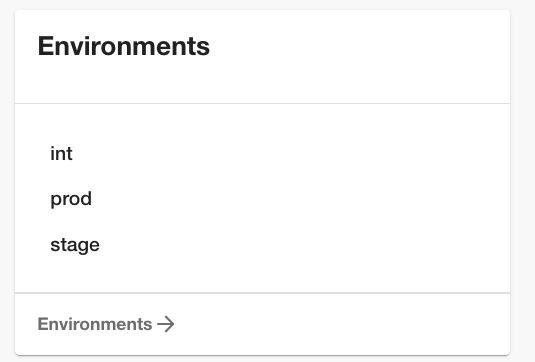 Environments
int
prod
stage
Environments →